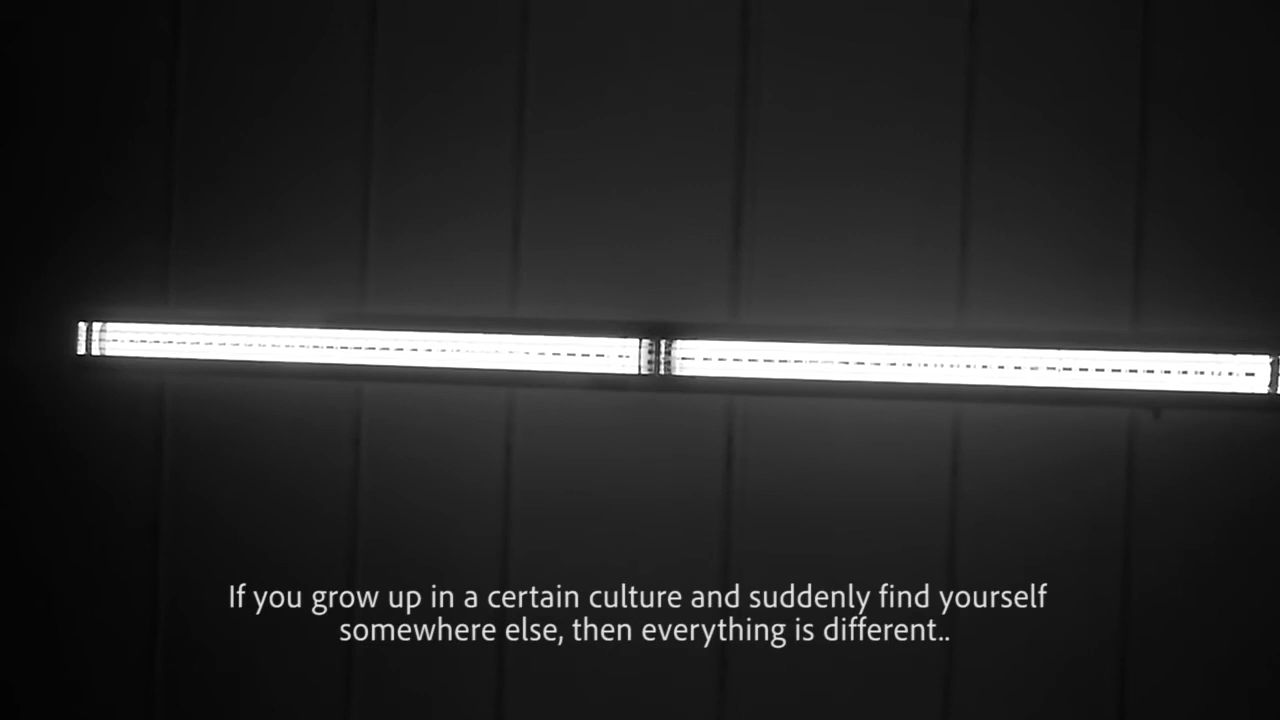 If you grow up in a certain culture and suddenly find yourself
somewhere else, then everything is different..